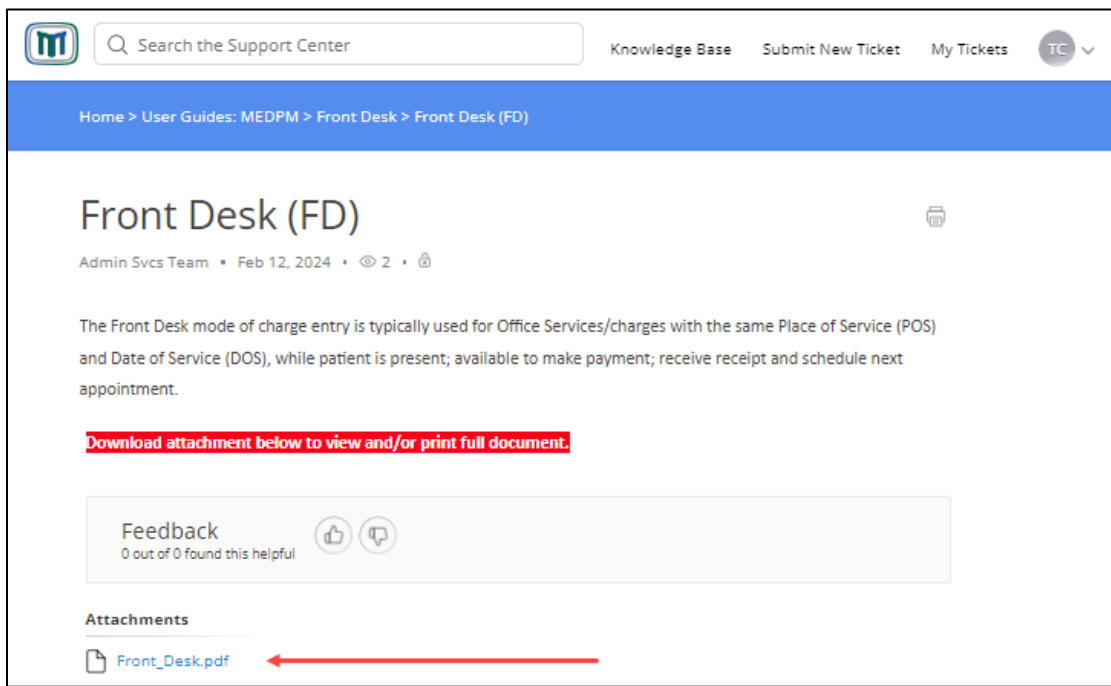 Search the Support Center
Knowledge Base Submit New Ticket My Tickets TC
Home > User Guides: MEDPM > Front Desk > Front Desk (FD)
Front Desk (FD)
Admin Svcs Team • Feb 12, 2024 • 2 •
The Front Desk mode of charge entry is typically used for Office Services/charges with the same Place of Service (POS)
and Date of Service (DOS), while patient is present; available to make payment; receive receipt and schedule next
appointment.
Download attachment below to view and/or print full document.
Feedback
0 out of 0 found this helpful
Attachments
Front_Desk.pdf